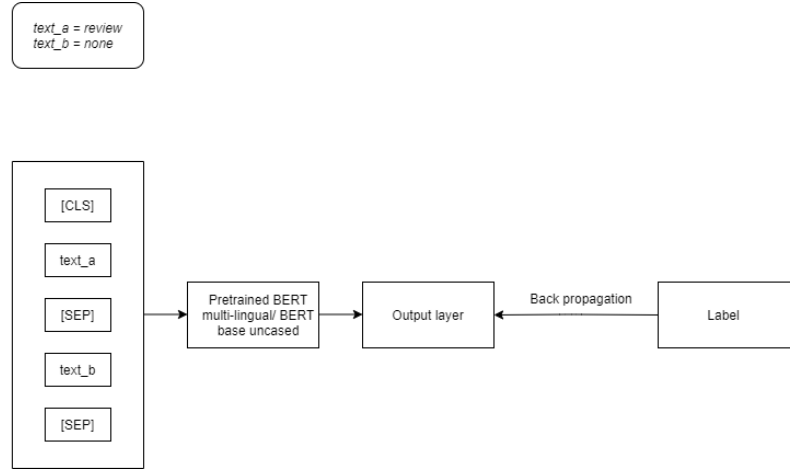 text_a = review
text_b = none
[CLS]
text_a
[SEP]
text_b
[SEP]
Pretrained BERT
multi-lingual/ BERT
base uncased
Output layer
Back propagation
Label